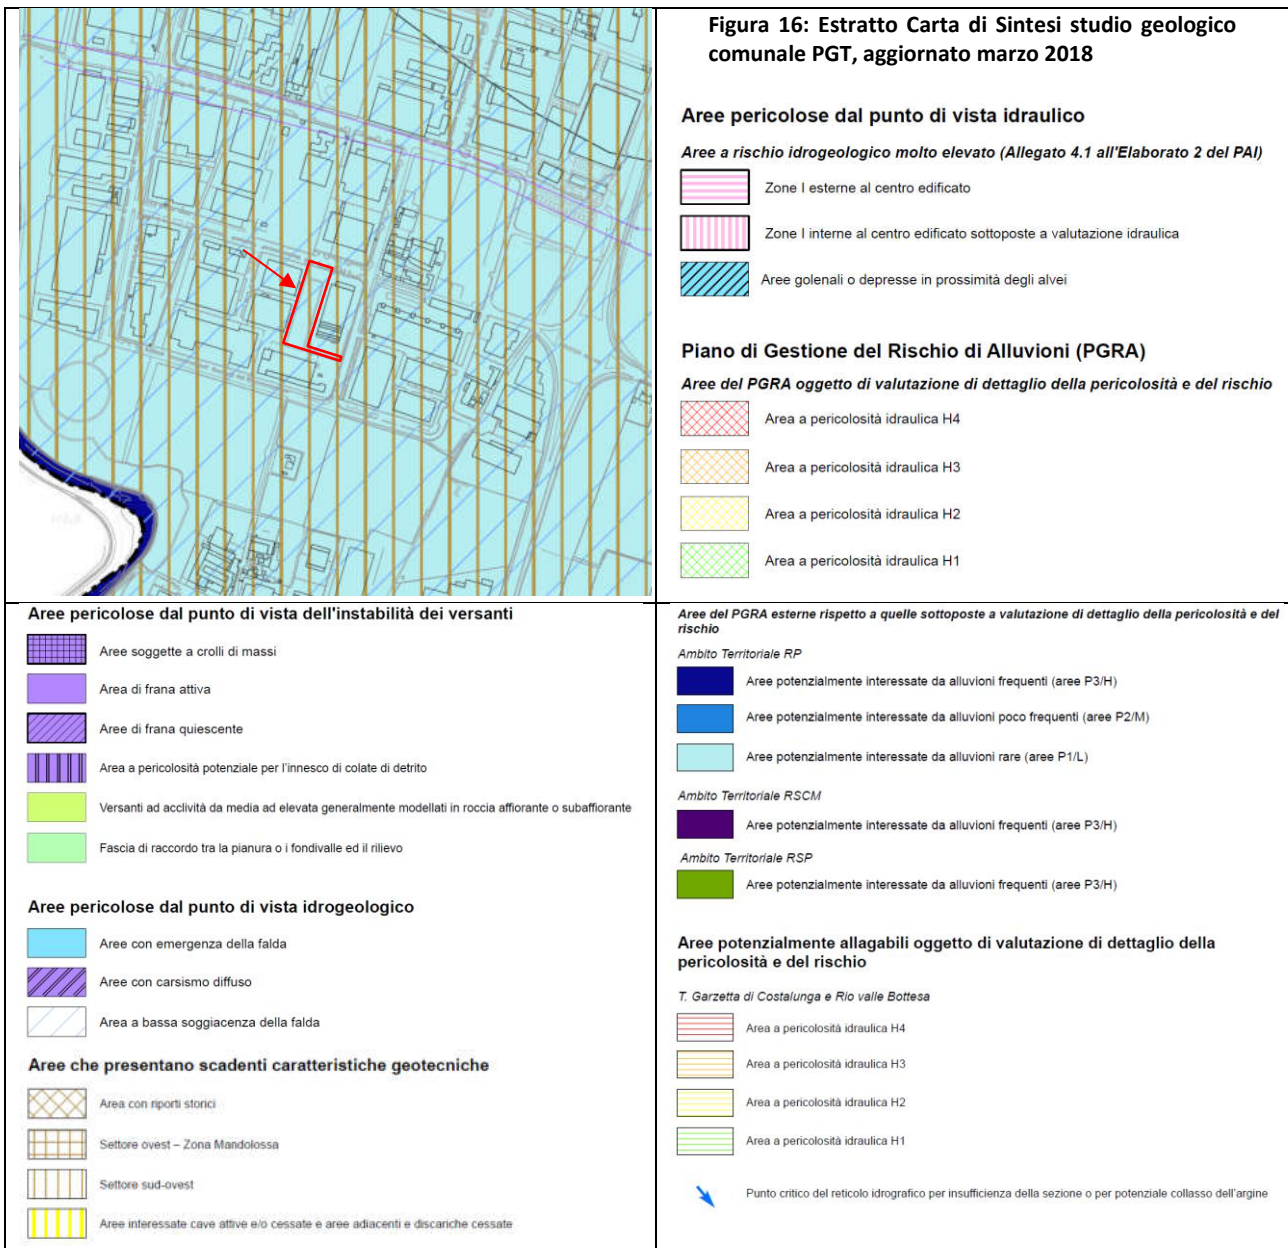 Figura 16: Estratto Carta di Sintesi studio geologico
comunale PGT, aggiornato marzo 2018
Aree pericolose dal punto di vista idraulico
Aree a rischio idrogeologico molto elevato (Allegato 4.1 all'Elaborato 2 del PAI)
Zone I esterne al centro edificato
Zone I interne al centro edificato sottoposte a valutazione idraulica
Aree golenali o depresse in prossimità degli alvei
Piano di Gestione del Rischio di Alluvioni (PGRA)
Aree del PGRA oggetto di valutazione di dettaglio della pericolosità e del rischio
Area a pericolosità idraulica H4
Area a pericolosità idraulica H3
Area a pericolosità idraulica H2
Area a pericolosità idraulica H1
Aree pericolose dal punto di vista dell'instabilità dei versanti
Aree soggette a crolli di massi
Area di frana attiva
Aree di frana quiescente
Area a pericolosità potenziale per l'innesco di colate di detrito
Versanti ad acclività da media ad elevata generalmente modellati in roccia affiorante o subaffiorante
Fascia di raccordo tra la pianura o i fondivalle ed il rilievo
Aree pericolose dal punto di vista idrogeologico
Aree con emergenza della falda
Aree con carsismo diffuso
Area a bassa soggiacenza della falda
Aree che presentano scadenti caratteristiche geotecniche
Area con riporti storici
Settore ovest – Zona Mandolossa
Settore sud-ovest
Aree interessate cave attive e/o cessate e aree adiacenti e discariche cessate
Aree del PGRA esterne rispetto a quelle sottoposte a valutazione di dettaglio della pericolosità e del
rischio
Ambito Territoriale RP
Aree potenzialmente interessate da alluvioni frequenti (aree P3/H)
Aree potenzialmente interessate da alluvioni poco frequenti (aree P2/M)
Aree potenzialmente interessate da alluvioni rare (aree P1/L)
Ambito Territoriale RSCM
Aree potenzialmente interessate da alluvioni frequenti (aree P3/H)
Ambito Territoriale RSP
Aree potenzialmente interessate da alluvioni frequenti (aree P3/H)
Aree potenzialmente allagabili oggetto di valutazione di dettaglio della
pericolosità e del rischio
T. Garzetta di Costalunga e Rio valle Bottesa
Area a pericolosità idraulica H4
Area a pericolosità idraulica H3
Area a pericolosità idraulica H2
Area a pericolosità idraulica H1
Punto critico del reticolo idrografico per insufficienza della sezione o per potenziale collasso dell'argine